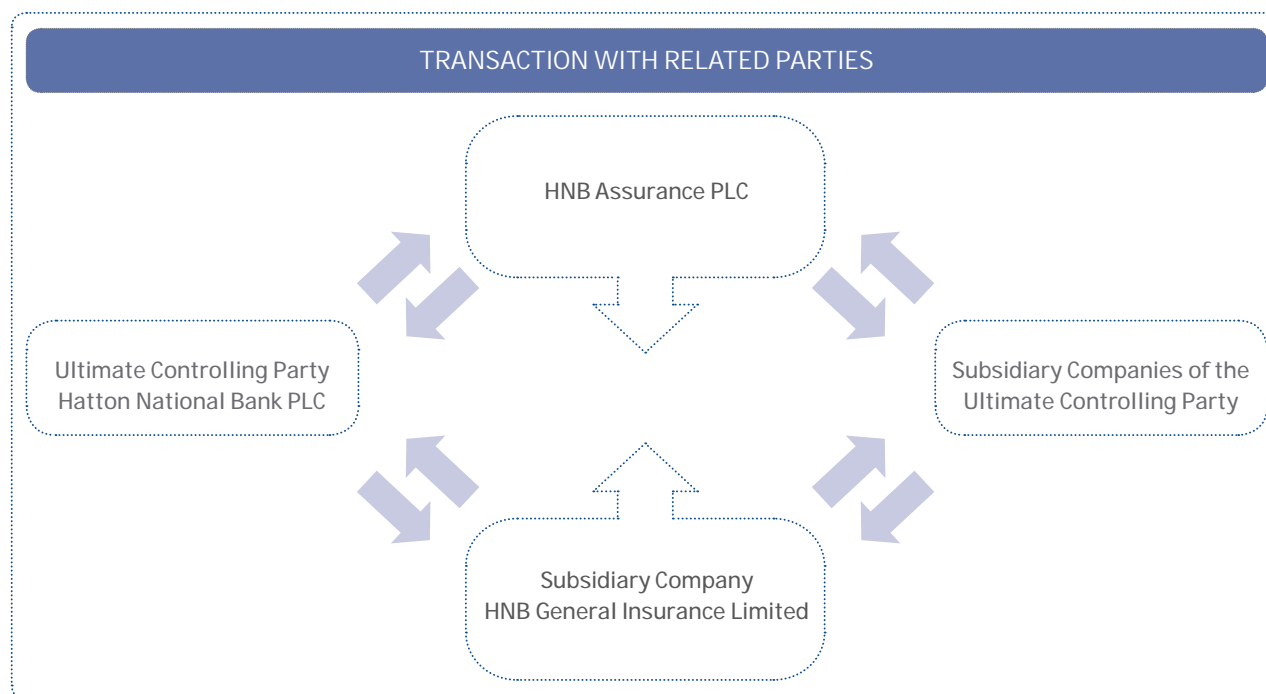 TRANSACTION WITH RELATED PARTIES
HNB Assurance PLC
Ultimate Controlling Party
Hatton National Bank PLC
Subsidiary Companies of the
Ultimate Controlling Party
Subsidiary Company
HNB General Insurance Limited